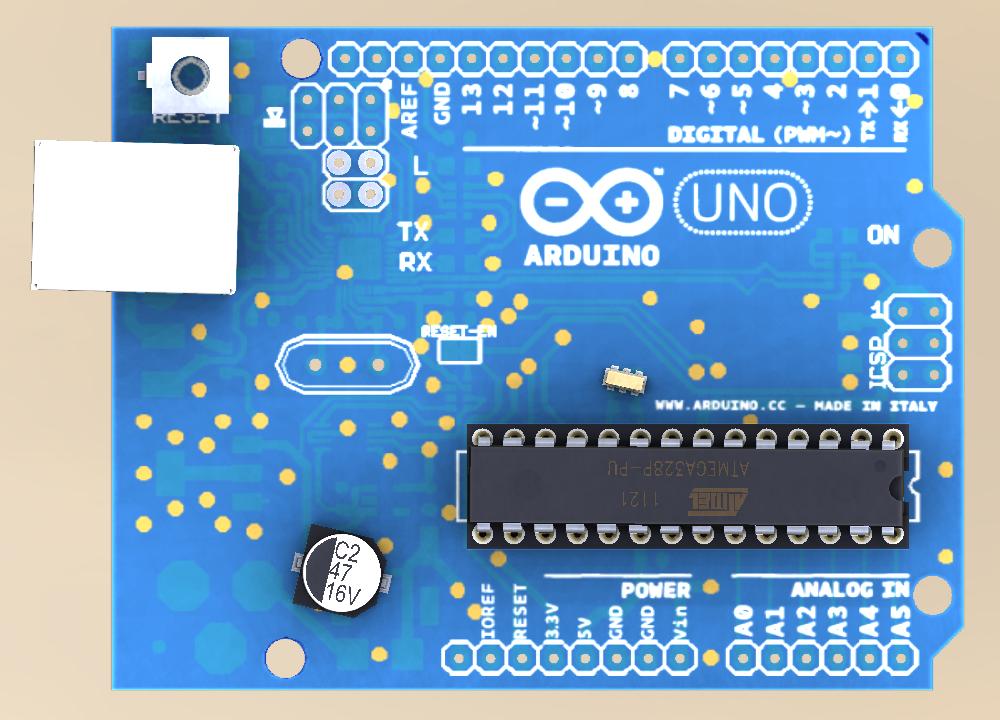 RESET
AREF
GND
13
12
~11
~10
~9
8
7
~6
~5
4
~3
2
TX→1
RX←0
DIGITAL (PWM~)
L
TX
RX
UNO
ARDUINO
ON
RESET-EN
1
ICSP
WWW.ARDUINO.CC - MADE IN ITALY
ATMEGA328P-PU
ATMEL
1121
C2
47
16V
POWER
ANALOG IN
IOREF
RESET
3.3V
5V
GND
GND
Vin
A0
A1
A2
A3
A4
A5